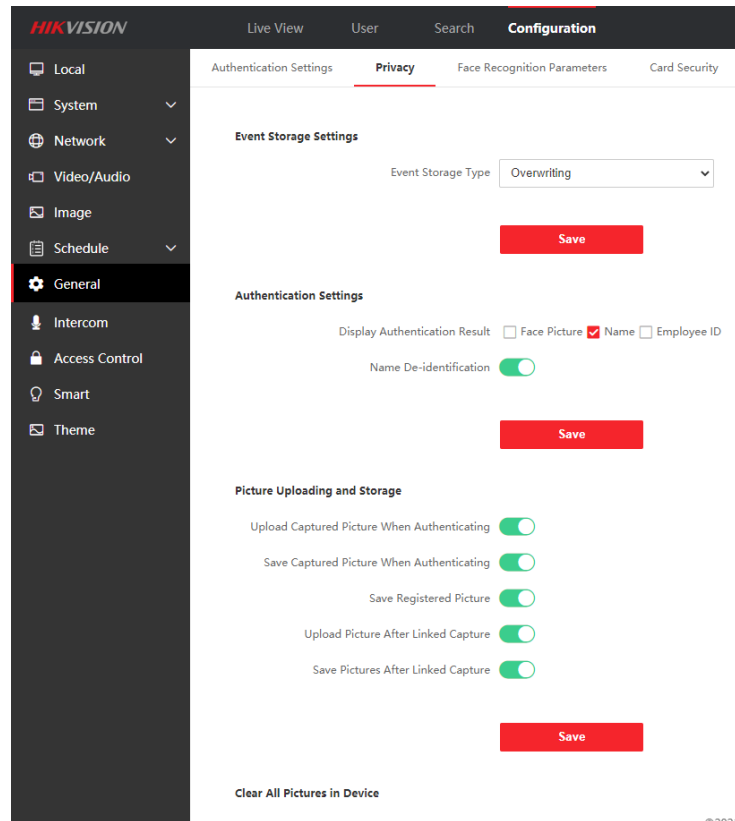 HIKVISION
Live View User Search Configuration
Local
System
Network
Video/Audio
Image
Schedule
General
Intercom
Access Control
Smart
Theme
Authentication Settings Privacy Face Recognition Parameters Card Security
Event Storage Settings
Event Storage Type Overwriting
Save
Authentication Settings
Display Authentication Result Face Picture Name Employee ID
Name De-identification
Save
Picture Uploading and Storage
Upload Captured Picture When Authenticating
Save Captured Picture When Authenticating
Save Registered Picture
Upload Picture After Linked Capture
Save Pictures After Linked Capture
Save
Clear All Pictures in Device